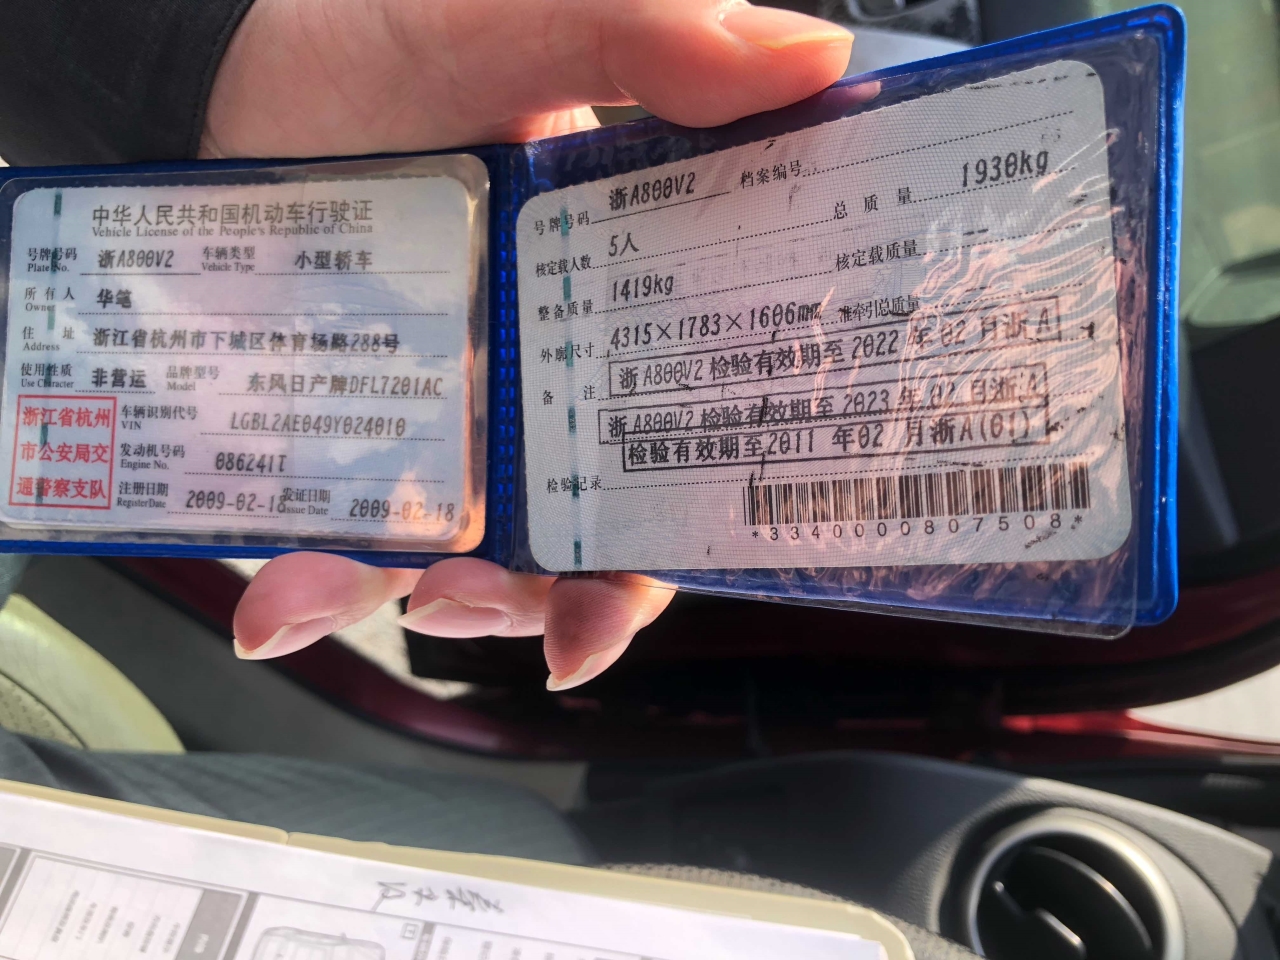 中华人民共和国机动车行驶证
Vehicle License of the People's Republic of China
号牌号码 浙A800V2 车辆类型 小型轿车
Plate No. Vehicle Type
所有人 华笔
Owner
住址 浙江省杭州市下城区体育场路288号
Address
使用性质 非营运 品牌型号 东风日产牌DFL7201AC
Use Character Model
浙江省杭州
市公安局交
通警察支队
车辆识别代号 LGBL2AE049Y024010
VIN
发动机号码 086241T
Engine No.
注册日期 2009-02-18 发证日期 2009-02-18
Register Date Issue Date
号牌号码 浙A800V2 档案编号
核定载人数 5人 总质量 1930kg
整备质量 1419kg 核定载质量 --
外廓尺寸 4315×1783×1606mm 准牵引总质量
备注 浙A800V2 检验有效期至 2022 年 02 月浙A
浙A800V2 检验有效期至 2023 年 02 月浙A
检验有效期至2011 年02 月浙A(01)
检验记录
*3340000807508*